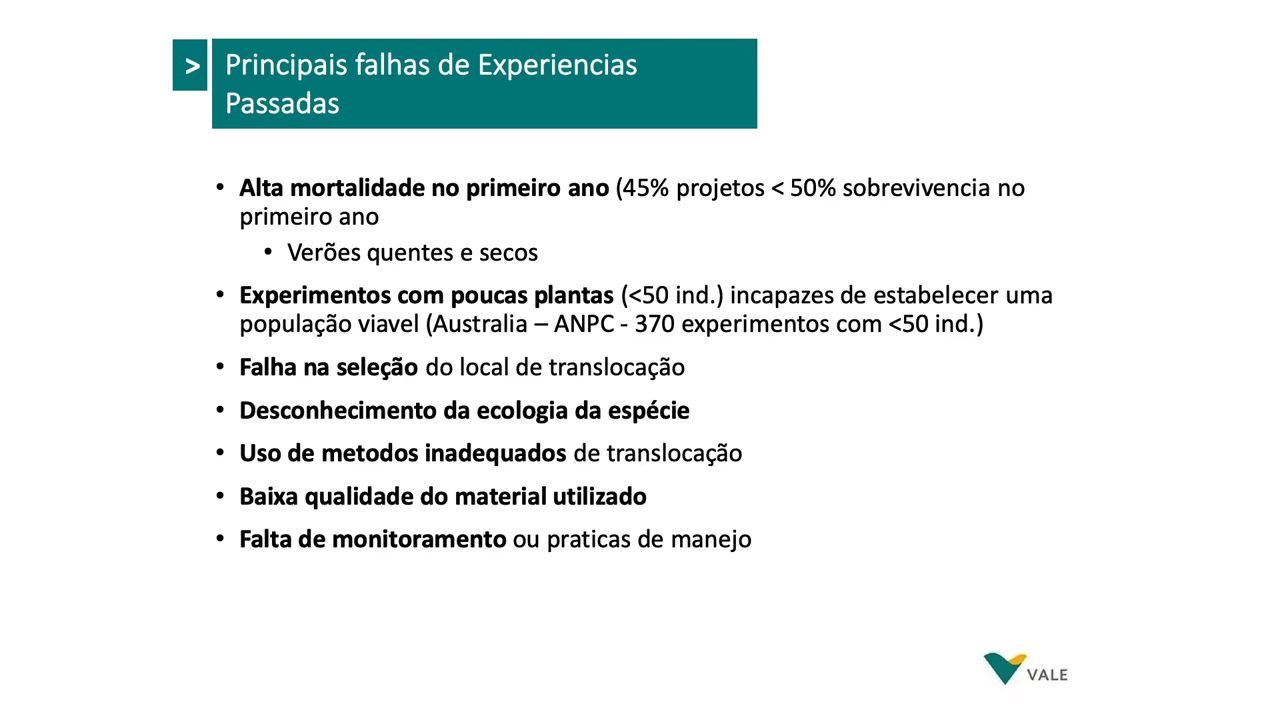 > Principais falhas de Experiencias
Passadas
• Alta mortalidade no primeiro ano (45% projetos < 50% sobrevivencia no
primeiro ano
• Verões quentes e secos
• Experimentos com poucas plantas (<50 ind.) incapazes de estabelecer uma
população viavel (Australia – ANPC - 370 experimentos com <50 ind.)
• Falha na seleção do local de translocação
• Desconhecimento da ecologia da espécie
• Uso de metodos inadequados de translocação
• Baixa qualidade do material utilizado
• Falta de monitoramento ou praticas de manejo
VALE